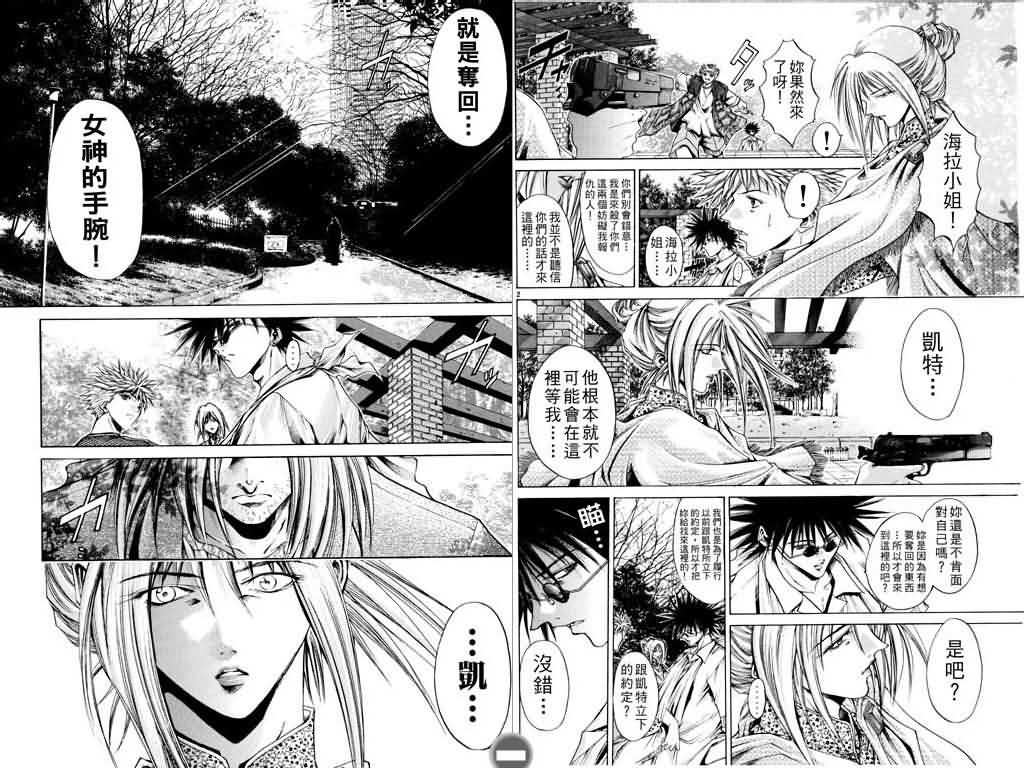 妳果然來
了呀！
！
海拉小姐！
！
海拉小
姐……
你們別會錯意…
我是來殺了你們
這兩個妨礙我報
仇的人！
我並不是聽信
你們的話才來
這裡的…
2
凱特…
他根本就不
可能會在這
裡等我……
妳還是不肯面
對自己嗎？
妳是因為有想
要奪回的東西
…所以才會來
到這裡的吧？
我們也是為了履行
以前跟凱特所立下
的約定，所以才把
妳給找來這裡的！
瞄…
是吧？
……
跟凱特立下
的約定？
沒錯…
就是奪回…
女神的手腕！
…
…凱…